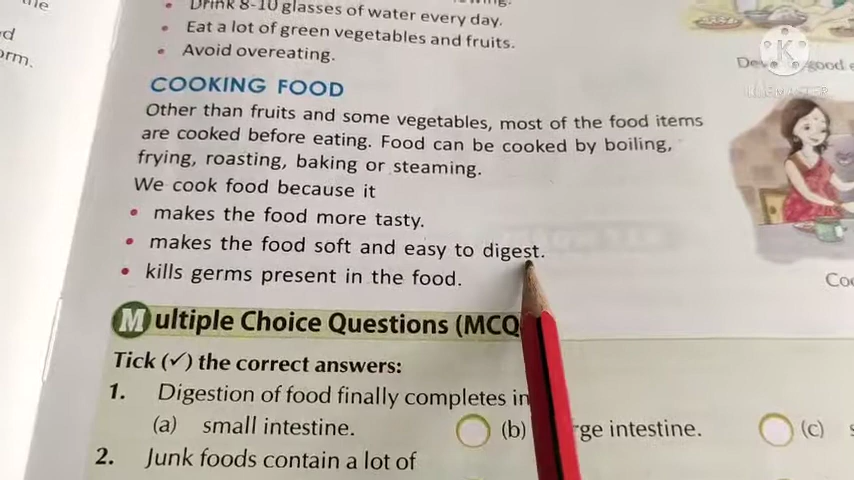 Drink 8-10 glasses of water every day.
• Eat a lot of green vegetables and fruits.
• Avoid overeating.
COOKING FOOD
Other than fruits and some vegetables, most of the food items
are cooked before eating. Food can be cooked by boiling,
frying, roasting, baking or steaming.
We cook food because it
• makes the food more tasty.
• makes the food soft and easy to digest.
• kills germs present in the food.
Multiple Choice Questions (MCQ
Tick (✓) the correct answers:
1. Digestion of food finally completes in
(a) small intestine. (b) intestine. (c)
2. Junk foods contain a lot of
good
KINEMASTER